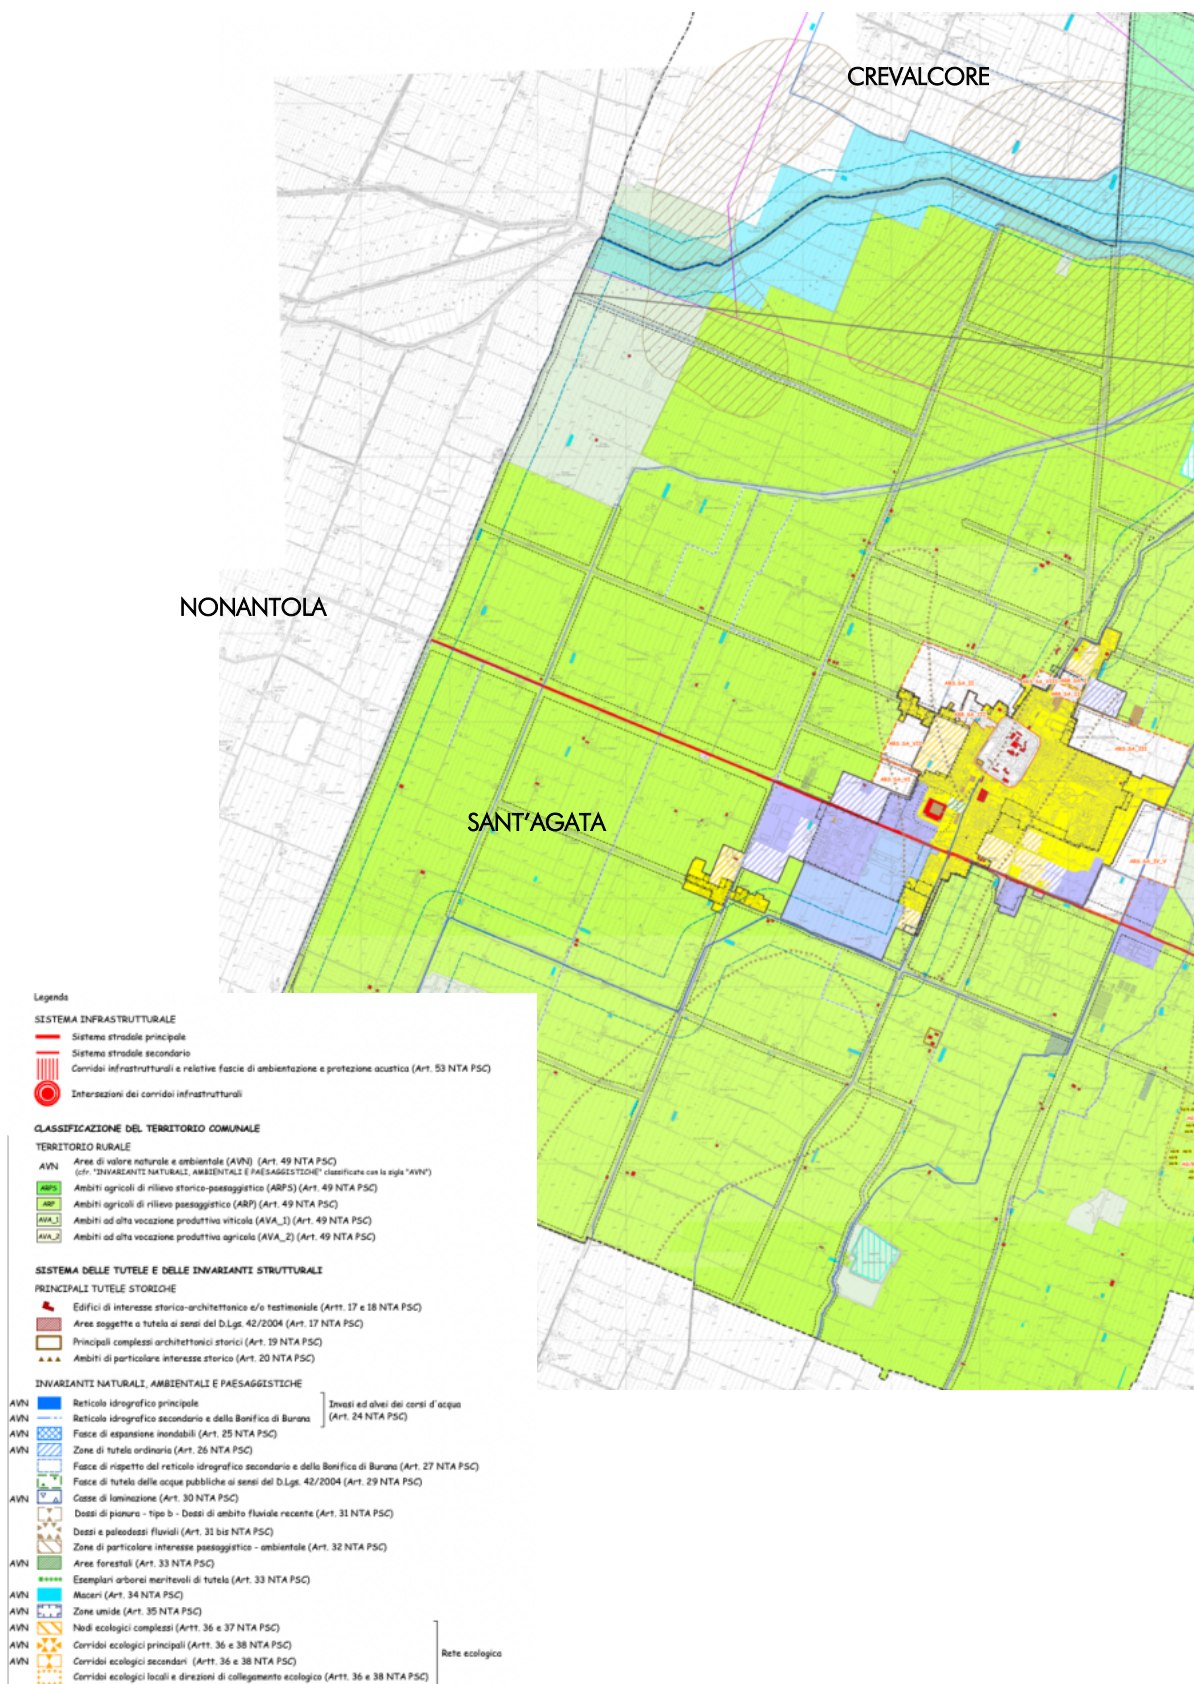 CREVALCORE
NONANTOLA
ARS.SA_III
SANT'AGATA
Legenda
SISTEMA INFRASTRUTTURALE
Sistema stradale principale
Sistema stradale secondario
Corridoi infrastrutturali e relative fascie di ambientazione e protezione acustica (Art. 53 NTA PSC)
Intersezioni dei corridoi infrastrutturali
CLASSIFICAZIONE DEL TERRITORIO COMUNALE
TERRITORIO RURALE
AVN Aree di valore naturale e ambientale (AVN) (Art. 49 NTA PSC)
(cfr. "INVARIANTI NATURALI, AMBIENTALI E PAESAGGISTICHE" classificate con la sigla "AVN")
ARPS Ambiti agricoli di rilievo storico-paesaggistico (ARPS) (Art. 49 NTA PSC)
ARP Ambiti agricoli di rilievo paesaggistico (ARP) (Art. 49 NTA PSC)
AVA_1 Ambiti ad alta vocazione produttiva viticola (AVA_1) (Art. 49 NTA PSC)
AVA_2 Ambiti ad alta vocazione produttiva agricola (AVA_2) (Art. 49 NTA PSC)
SISTEMA DELLE TUTELE E DELLE INVARIANTI STRUTTURALI
PRINCIPALI TUTELE STORICHE
Edifici di interesse storico-architettonico e/o testimoniale (Artt. 17 e 18 NTA PSC)
Aree soggette a tutela ai sensi del D.Lgs. 42/2004 (Art. 17 NTA PSC)
Principali complessi architettonici storici (Art. 19 NTA PSC)
Ambiti di particolare interesse storico (Art. 20 NTA PSC)
INVARIANTI NATURALI, AMBIENTALI E PAESAGGISTICHE
AVN Reticolo idrografico principale
AVN Reticolo idrografico secondario e della Bonifica di Burana
Invasi ed alvei dei corsi d'acqua
(Art. 24 NTA PSC)
AVN Fasce di espansione inondabili (Art. 25 NTA PSC)
AVN Zone di tutela ordinaria (Art. 26 NTA PSC)
Fasce di rispetto del reticolo idrografico secondario e della Bonifica di Burana (Art. 27 NTA PSC)
Fasce di tutela delle acque pubbliche ai sensi del D.Lgs. 42/2004 (Art. 29 NTA PSC)
AVN Casse di laminazione (Art. 30 NTA PSC)
Dossi di pianura - tipo b - Dossi di ambito fluviale recente (Art. 31 NTA PSC)
Dossi e paleodossi fluviali (Art. 31 bis NTA PSC)
Zone di particolare interesse paesaggistico - ambientale (Art. 32 NTA PSC)
AVN Aree forestali (Art. 33 NTA PSC)
Esemplari arborei meritevoli di tutela (Art. 33 NTA PSC)
AVN Maceri (Art. 34 NTA PSC)
AVN Zone umide (Art. 35 NTA PSC)
AVN Nodi ecologici complessi (Artt. 36 e 37 NTA PSC)
AVN Corridoi ecologici principali (Artt. 36 e 38 NTA PSC)
AVN Corridoi ecologici secondari (Artt. 36 e 38 NTA PSC)
Corridoi ecologici locali e direzioni di collegamento ecologico (Artt. 36 e 38 NTA PSC)
Rete ecologica